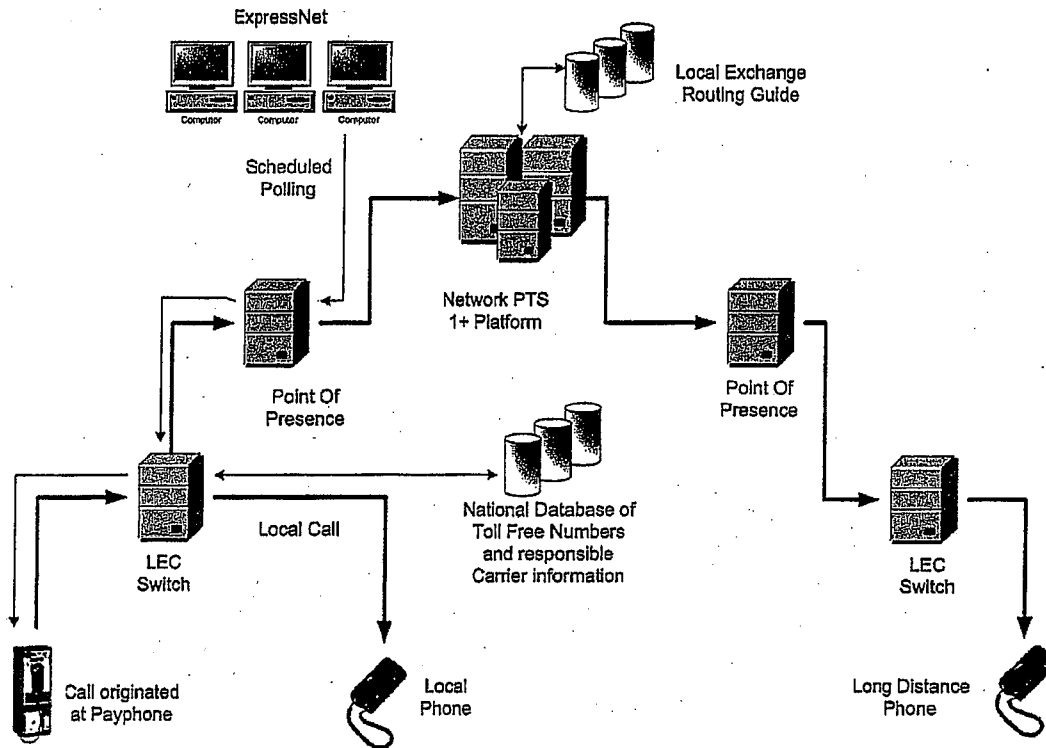 ExpressNet
Computer
Computer
Computer
Local Exchange
Routing Guide
Scheduled
Polling
Network PTS
1+ Platform
Point Of
Presence
Point Of
Presence
National Database of
Toll Free Numbers
and responsible
Carrier information
Local Call
LEC
Switch
LEC
Switch
Call originated
at Payphone
Local
Phone
Long Distance
Phone